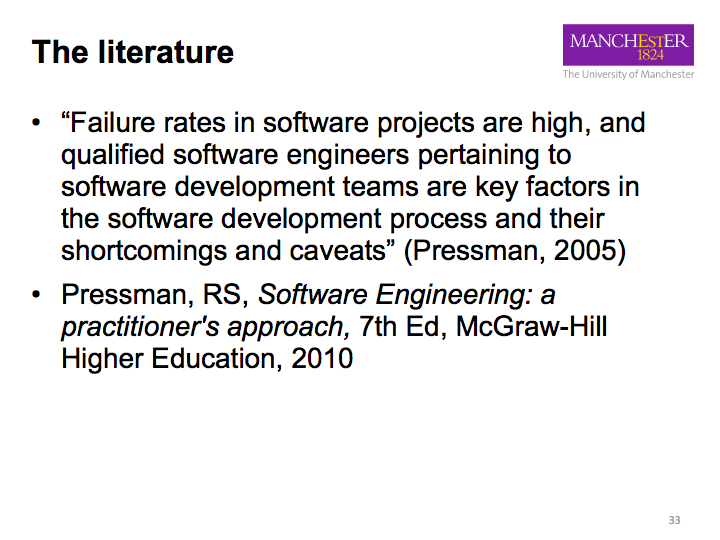 The literature
MANCHESTER
1824
The University of Manchester
• “Failure rates in software projects are high, and
qualified software engineers pertaining to
software development teams are key factors in
the software development process and their
shortcomings and caveats” (Pressman, 2005)
• Pressman, RS, Software Engineering: a
practitioner's approach, 7th Ed, McGraw-Hill
Higher Education, 2010
33